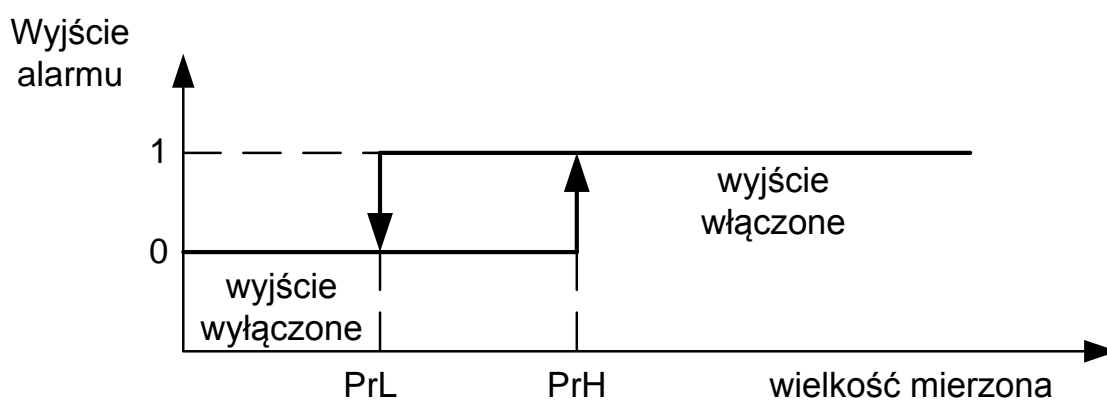 Wyjście
alarmu
1
wyjście
włączone
0
wyjście
wyłączone
PrL
PrH
wielkość mierzona